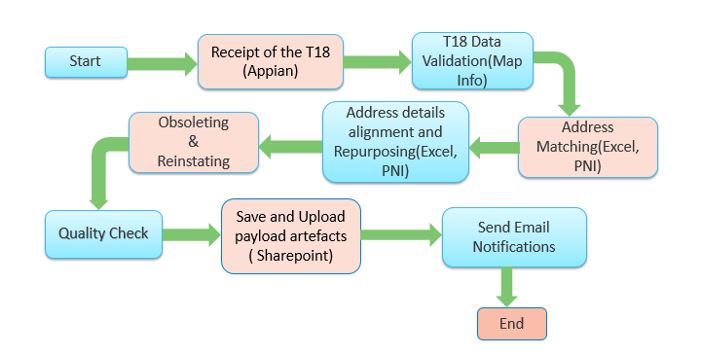 Start
Receipt of the T18
(Appian)
T18 Data
Validation(Map
Info)
Address
Matching(Excel,
PNI)
Address details
alignment and
Repurposing(Excel,
PNI)
Obsoleting
&
Reinstating
Quality Check
Save and Upload
payload artefacts
( Sharepoint)
Send Email
Notifications
End